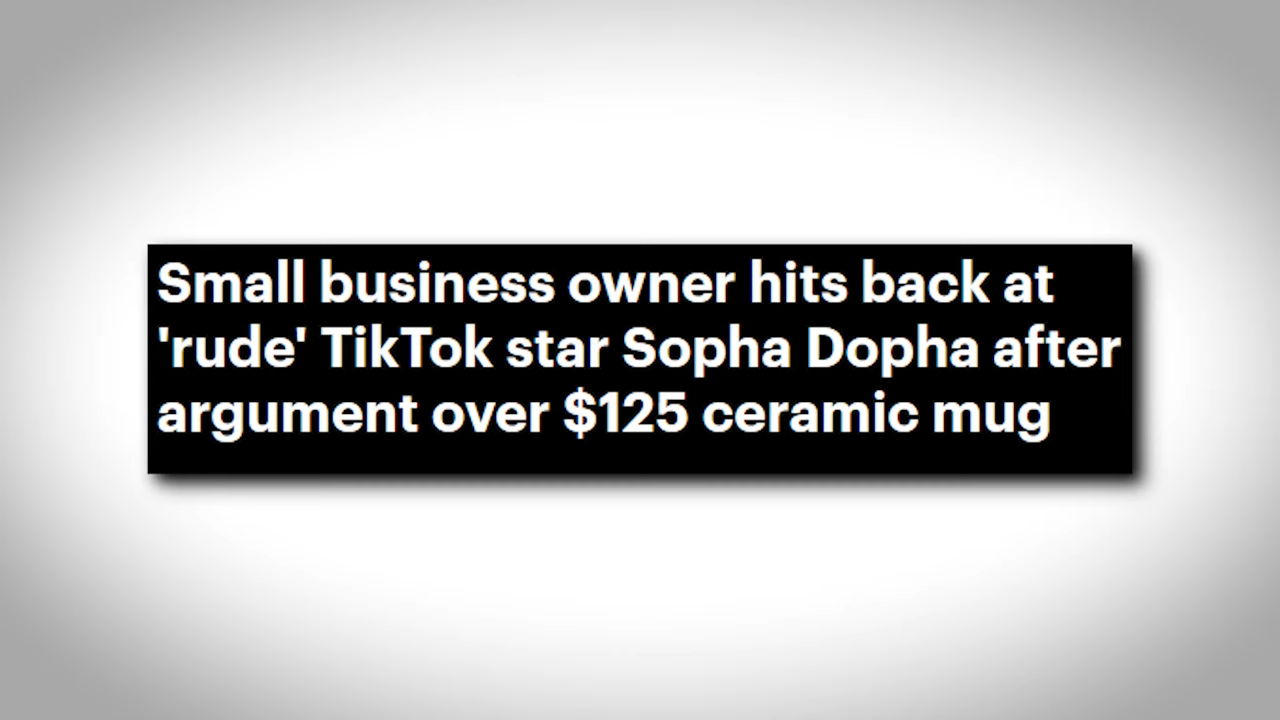 Small business owner hits back at
'rude' TikTok star Sopha Dopha after
argument over $125 ceramic mug